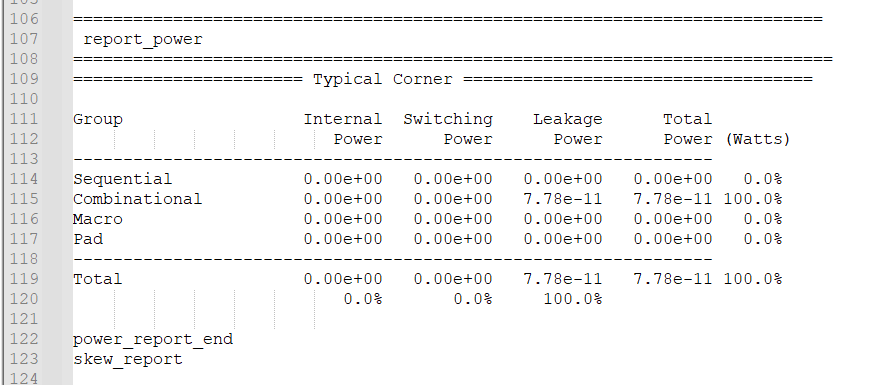 106 ===========================================================================
107  report_power
108 ============================================================================
109 ======================= Typical Corner ===================================
110
111 Group                  Internal  Switching    Leakage      Total
112                           Power      Power      Power      Power (Watts)
113 ----------------------------------------------------------------
114 Sequential             0.00e+00   0.00e+00   0.00e+00   0.00e+00   0.0%
115 Combinational          0.00e+00   0.00e+00   7.78e-11   7.78e-11 100.0%
116 Macro                  0.00e+00   0.00e+00   0.00e+00   0.00e+00   0.0%
117 Pad                    0.00e+00   0.00e+00   0.00e+00   0.00e+00   0.0%
118 ----------------------------------------------------------------
119 Total                  0.00e+00   0.00e+00   7.78e-11   7.78e-11 100.0%
120                            0.0%       0.0%     100.0%
121
122 power_report_end
123 skew_report
124